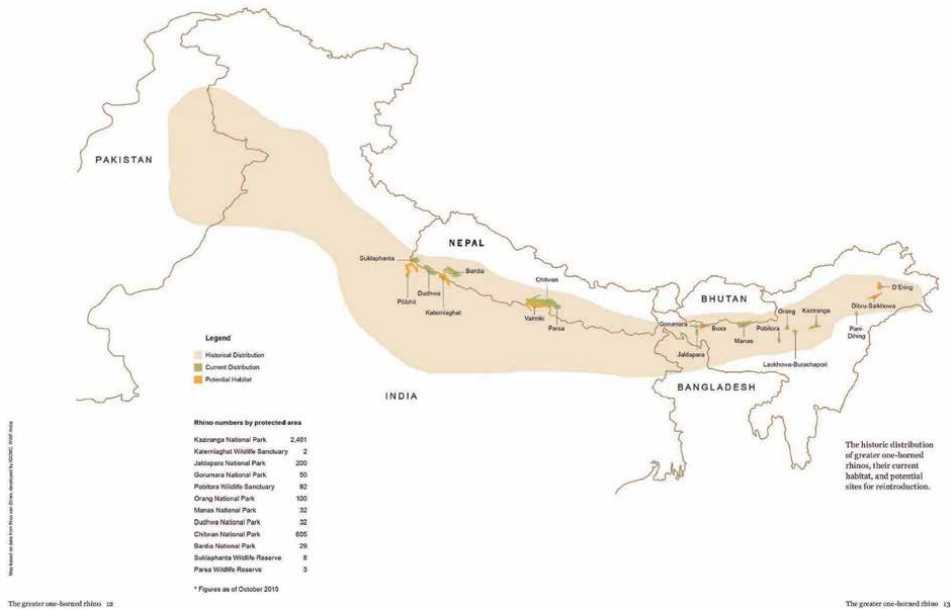 PAKISTAN
NEPAL
Suklaphanta
Bardia
Pilibhit
Dudhwa
Katerniaghat
Chitwan
Valmiki
Parsa
BHUTAN
D'Ering
Dibru-Saikhowa
Gorumara
Buxa
Manas
Pobitora
Orang
Kaziranga
Pani-
Dihing
Jaldapara
Laokhowa-Burachapori
BANGLADESH
INDIA
Legend
Historical Distribution
Current Distribution
Potential Habitat
Rhino numbers by protected area
Kaziranga National Park 2,401
Katerniaghat Wildlife Sanctuary 2
Jaldapara National Park 200
Gorumara National Park 50
Pobitora Wildlife Sanctuary 92
Orang National Park 100
Manas National Park 32
Dudhwa National Park 32
Chitwan National Park 605
Bardia National Park 29
Suklaphanta Wildlife Reserve 8
Parsa Wildlife Reserve 3
* Figures as of October 2015
The historic distribution
of greater one-horned
rhinos, their current
habitat, and potential
sites for reintroduction.
The greater one-horned rhino 12
The greater one-horned rhino 13